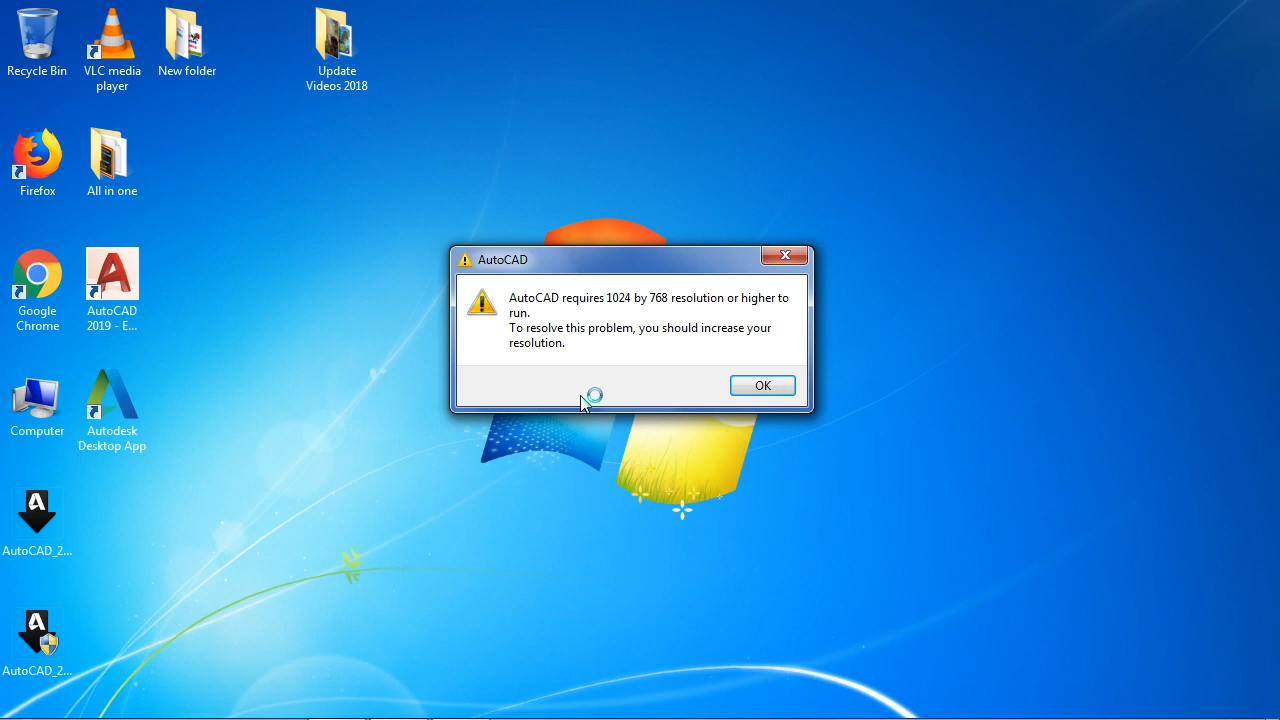 Recycle Bin
VLC media
player
New folder
Update
Videos 2018
Firefox
All in one
Google
Chrome
AutoCAD
2019 - E...
Computer
Autodesk
Desktop App
AutoCAD_2...
AutoCAD_2...
AutoCAD
AutoCAD requires 1024 by 768 resolution or higher to
run.
To resolve this problem, you should increase your
resolution.
OK